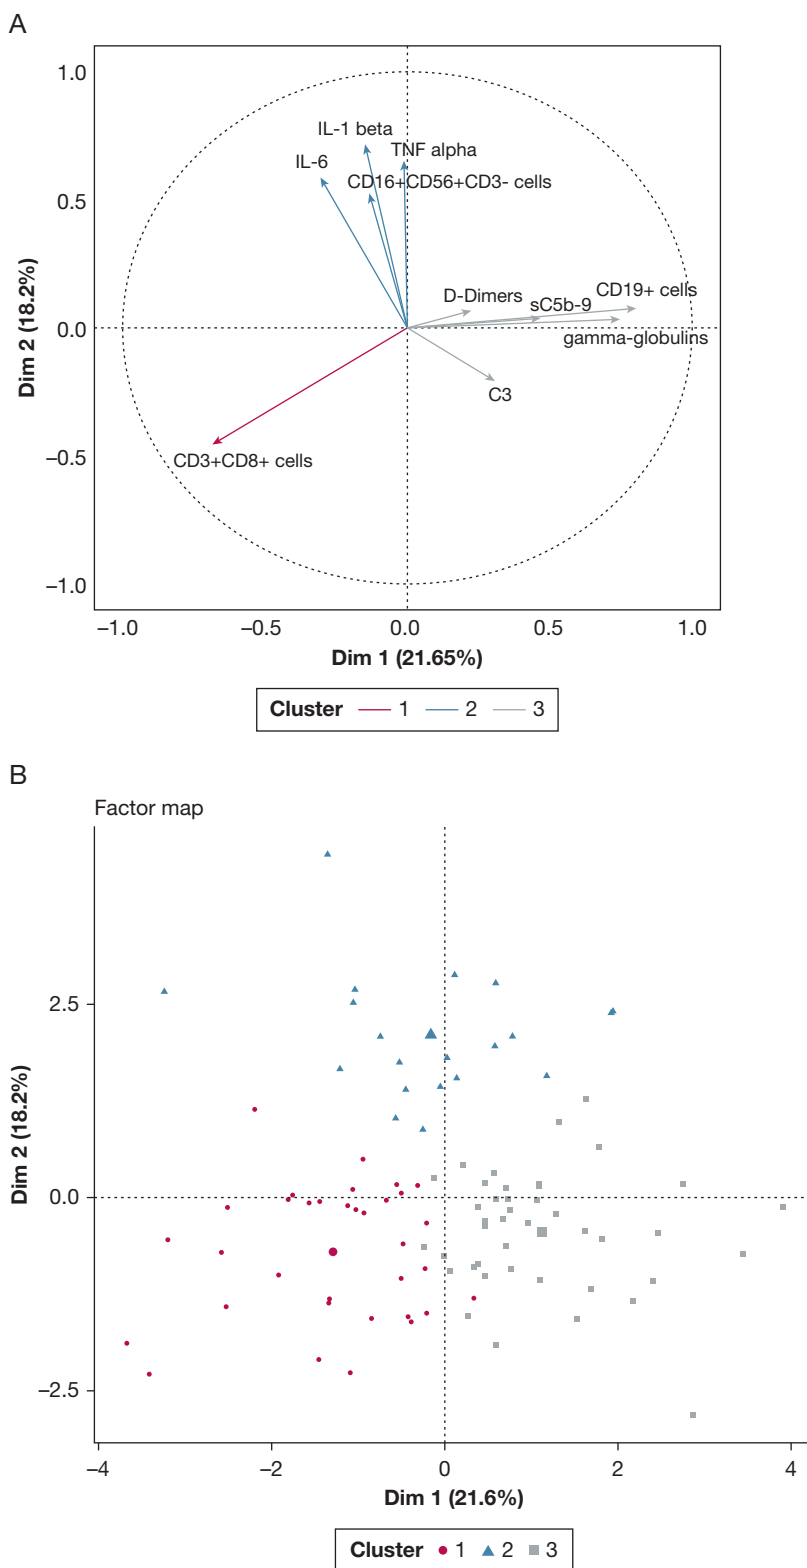 A
1.0
0.5
0.0
−0.5
−1.0
Dim 2 (18.2%)
IL-1 beta
TNF alpha
IL-6
CD16+CD56+CD3- cells
D-Dimers
CD19+ cells
sC5b-9
gamma-globulins
C3
CD3+CD8+ cells
−1.0 −0.5 0.0 0.5 1.0
Dim 1 (21.65%)
Cluster 1 2 3
B
Factor map
2.5
0.0
−2.5
Dim 2 (18.2%)
−4 −2 0 2 4
Dim 1 (21.6%)
Cluster 1 2 3